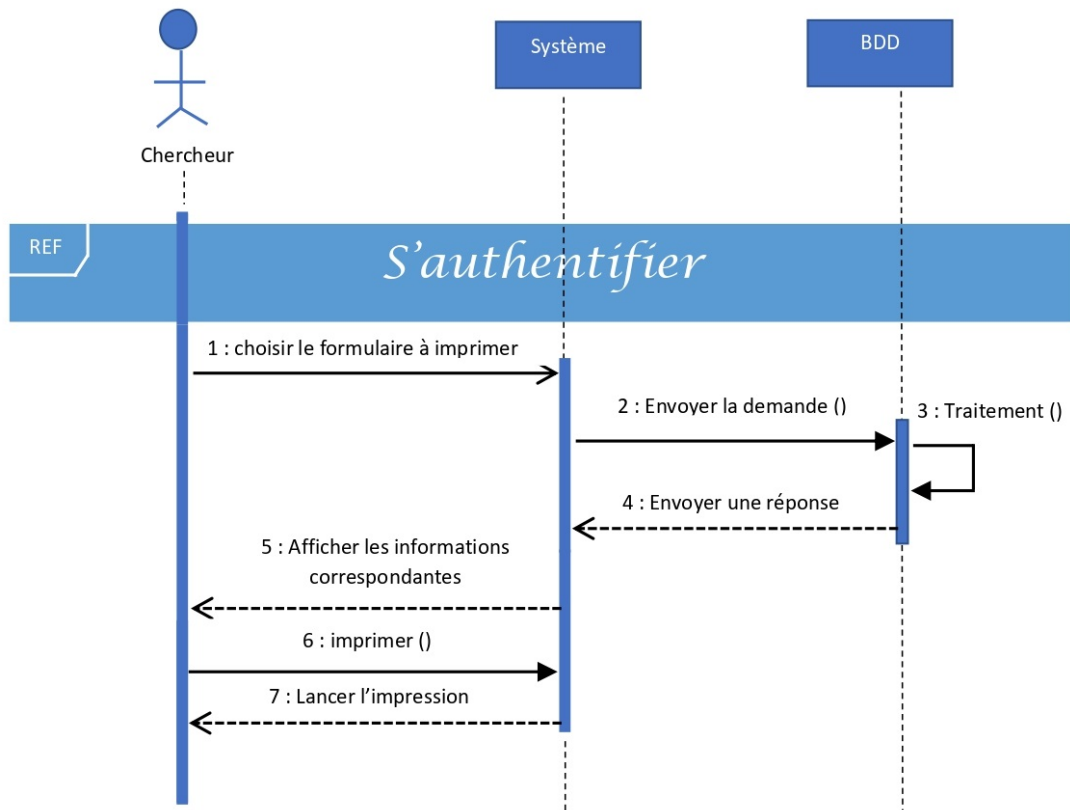 Système
BDD
Chercheur
REF
S'authentifier
1 : choisir le formulaire à imprimer
2 : Envoyer la demande ()
3 : Traitement ()
4 : Envoyer une réponse
5 : Afficher les informations
correspondantes
6 : imprimer ()
7 : Lancer l’impression